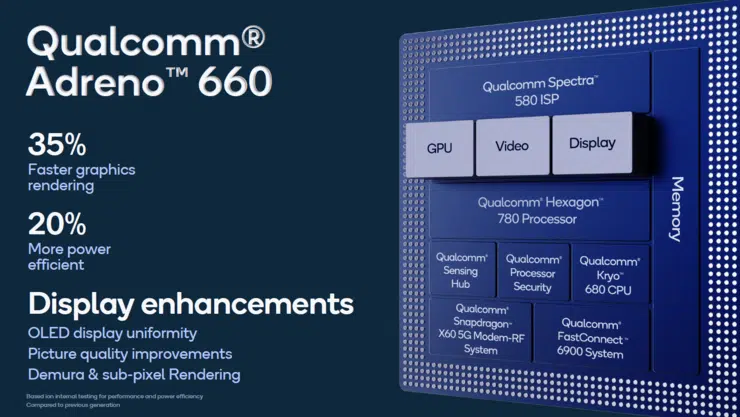 Qualcomm®
Adreno™ 660
35%
Faster graphics
rendering
20%
More power
efficient
Display enhancements
OLED display uniformity
Picture quality improvements
Demura & sub-pixel Rendering
Based on internal testing for performance and power efficiency
Compared to previous generation
Qualcomm Spectra™
580 ISP
GPU
Video
Display
Qualcomm® Hexagon™
780 Processor
Qualcomm®
Sensing
Hub
Qualcomm®
Processor
Security
Qualcomm®
Kryo™
680 CPU
Qualcomm®
Snapdragon™
X60 5G Modem-RF
System
Qualcomm®
FastConnect™
6900 System
Memory